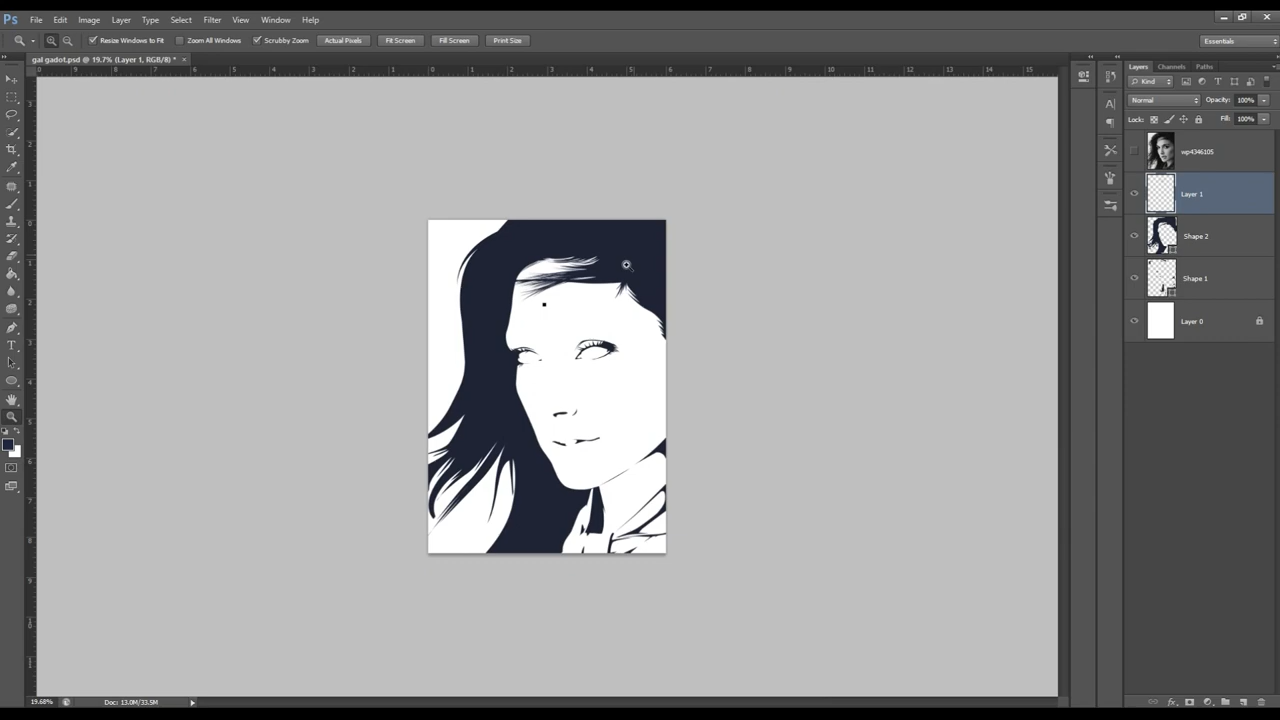 Ps File Edit Image Layer Type Select Filter View Window Help
Resize Windows to Fit Zoom All Windows Scrubby Zoom Actual Pixels Fit Screen Fill Screen Print Size Essentials
gal gadot.psd @ 19.7% (Layer 1, RGB/8) * ×
Layers Channels Paths
Kind T
Normal Opacity: 100%
Lock: Fill: 100%
wp4346105
Layer 1
Shape 2
Shape 1
Layer 0
19.68% Doc: 13.0M/33.5M